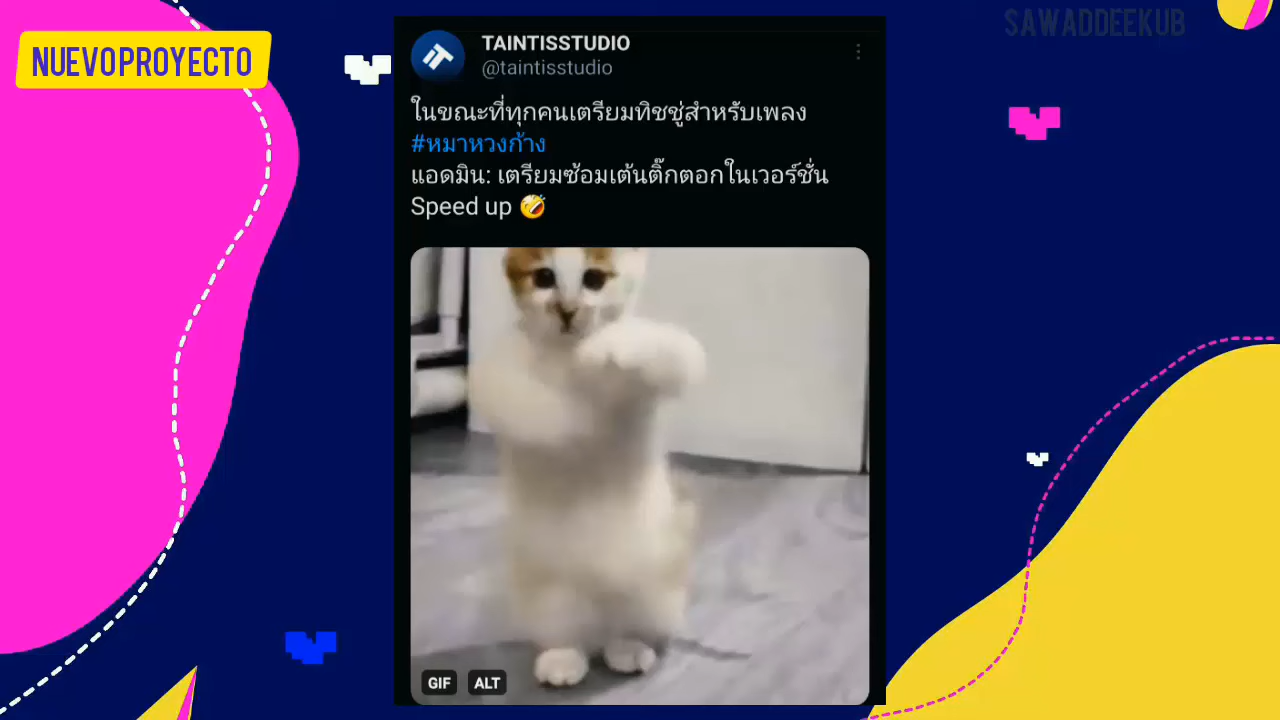 NUEVO PROYECTO
SAWADDEEKUB
TAINTISSTUDIO
@taintisstudio
ในขณะที่ทุกคนเตรียมทิชชู่สำหรับเพลง
#หมาหวงก้าง
แอดมิน: เตรียมซ้อมเต้นติ๊กตอกในเวอร์ชั่น
Speed up 🤣
GIF ALT